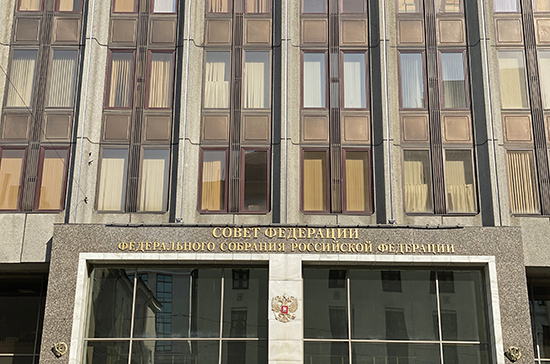 СОВЕТ ФЕДЕРАЦИИ
ФЕДЕРАЛЬНОГО СОБРАНИЯ РОССИЙСКОЙ ФЕДЕРАЦИИ